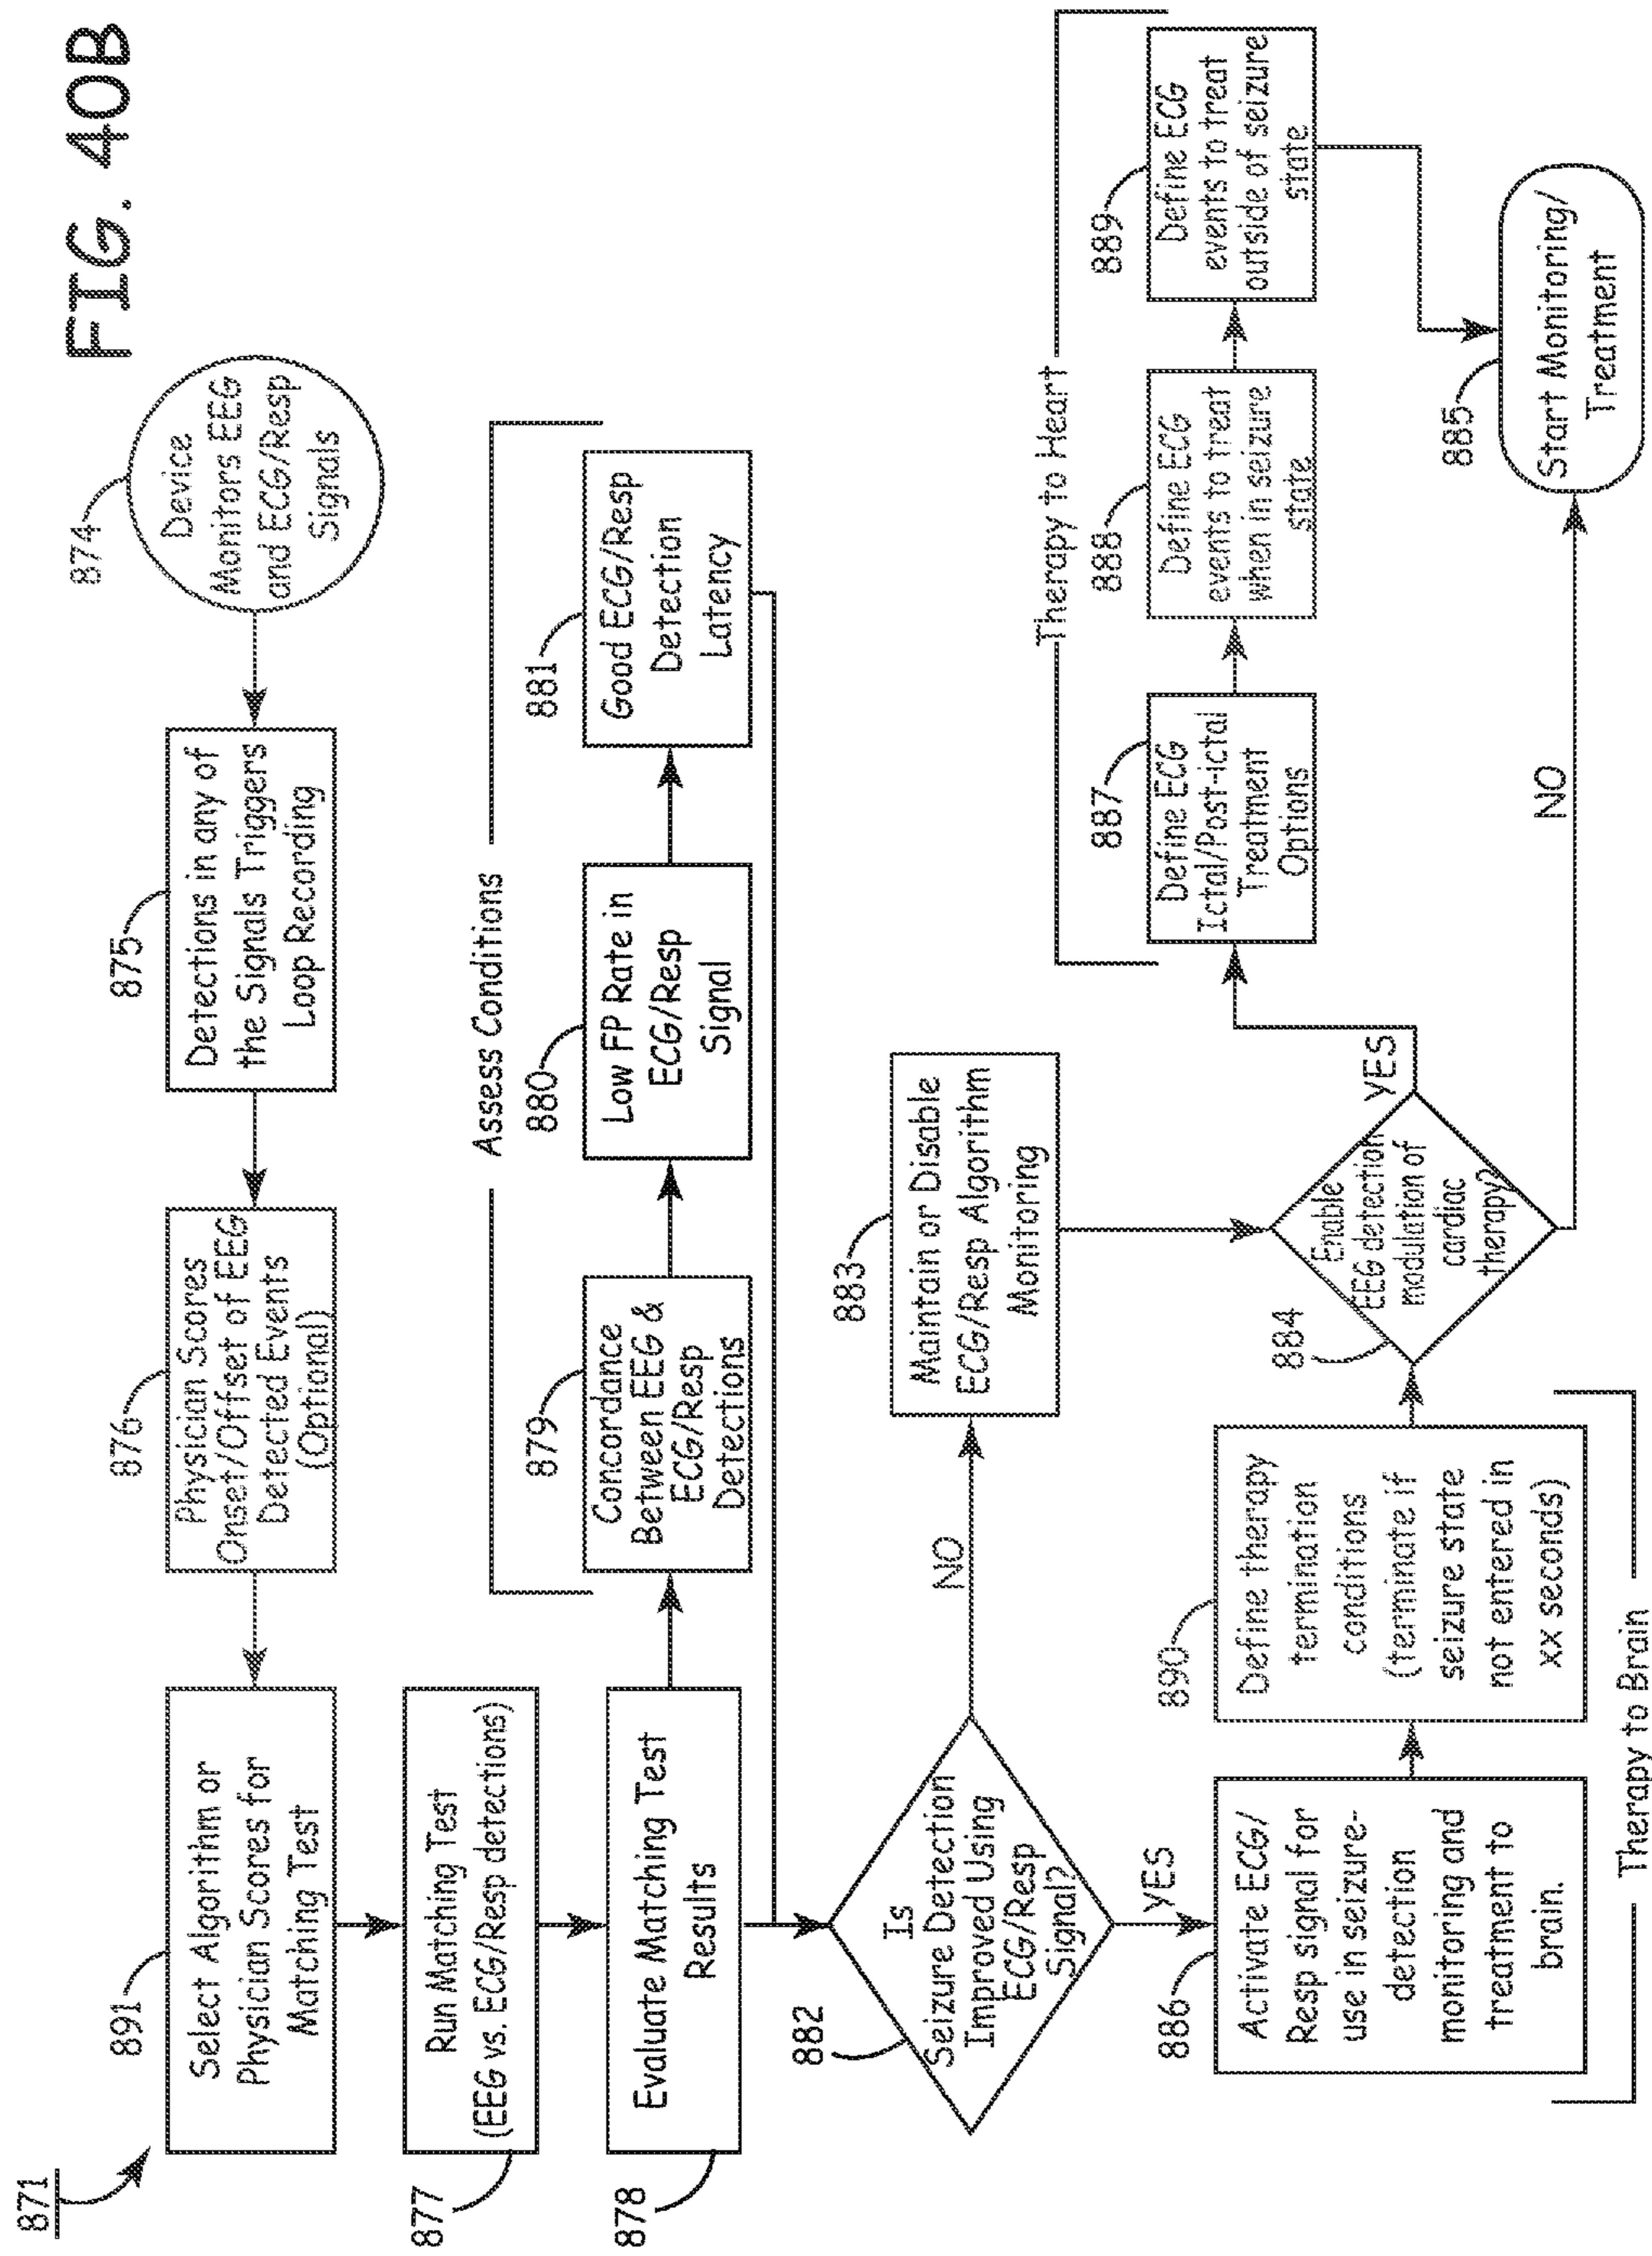 FIG. 40B
871
874
Device
Monitors EEG
and ECG/Resp
Signals
875
Detections in any of
the Signals Triggers
Loop Recording
876
Physician Scores
Onset/Offset of EEG
Detected Events
(Optional)
891
Select Algorithm or
Physician Scores for
Matching Test
877
Run Matching Test
(EEG vs. ECG/Resp detections)
878
Evaluate Matching Test
Results
Assess Conditions
879
Concordance
Between EEG &
ECG/Resp
Detections
880
Low FP Rate in
ECG/Resp
Signal
881
Good ECG/Resp
Detection
Latency
882
Is
Seizure Detection
Improved Using
ECG/Resp
Signal?
NO
883
Maintain or Disable
ECG/Resp Algorithm
Monitoring
YES
886
Activate ECG/
Resp signal for
use in seizure-
detection
monitoring and
treatment to
brain.
890
Define therapy
termination
conditions
(terminate if
seizure state
not entered in
xx seconds)
Therapy to Brain
884
Enable
EEG detection
modulation of
cardiac
therapy?
YES
NO
Therapy to Heart
887
Define ECG
Ictal/Post-ictal
Treatment
Options
888
Define ECG
events to treat
when in seizure
state
889
Define ECG
events to treat
outside of seizure
state
885
Start Monitoring/
Treatment